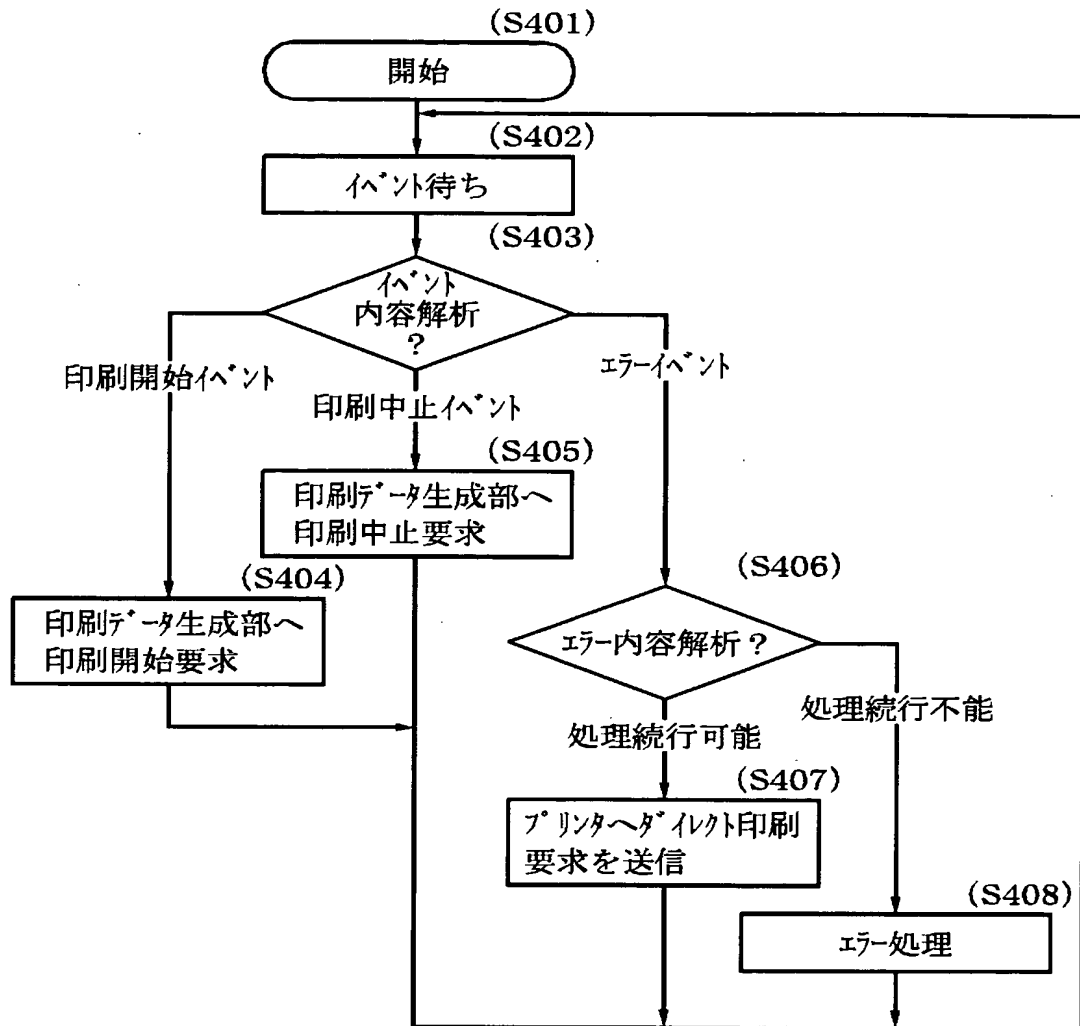 (S401)
開始
(S402)
ｲﾍﾞﾝﾄ待ち
(S403)
ｲﾍﾞﾝﾄ
内容解析
?
印刷開始ｲﾍﾞﾝﾄ
印刷中止ｲﾍﾞﾝﾄ
ｴﾗｰｲﾍﾞﾝﾄ
(S405)
印刷ﾃﾞｰﾀ生成部へ
印刷中止要求
(S404)
印刷ﾃﾞｰﾀ生成部へ
印刷開始要求
(S406)
ｴﾗｰ内容解析?
処理続行可能
処理続行不能
(S407)
ﾌﾟﾘﾝﾀへﾀﾞｲﾚｸﾄ印刷
要求を送信
(S408)
ｴﾗｰ処理